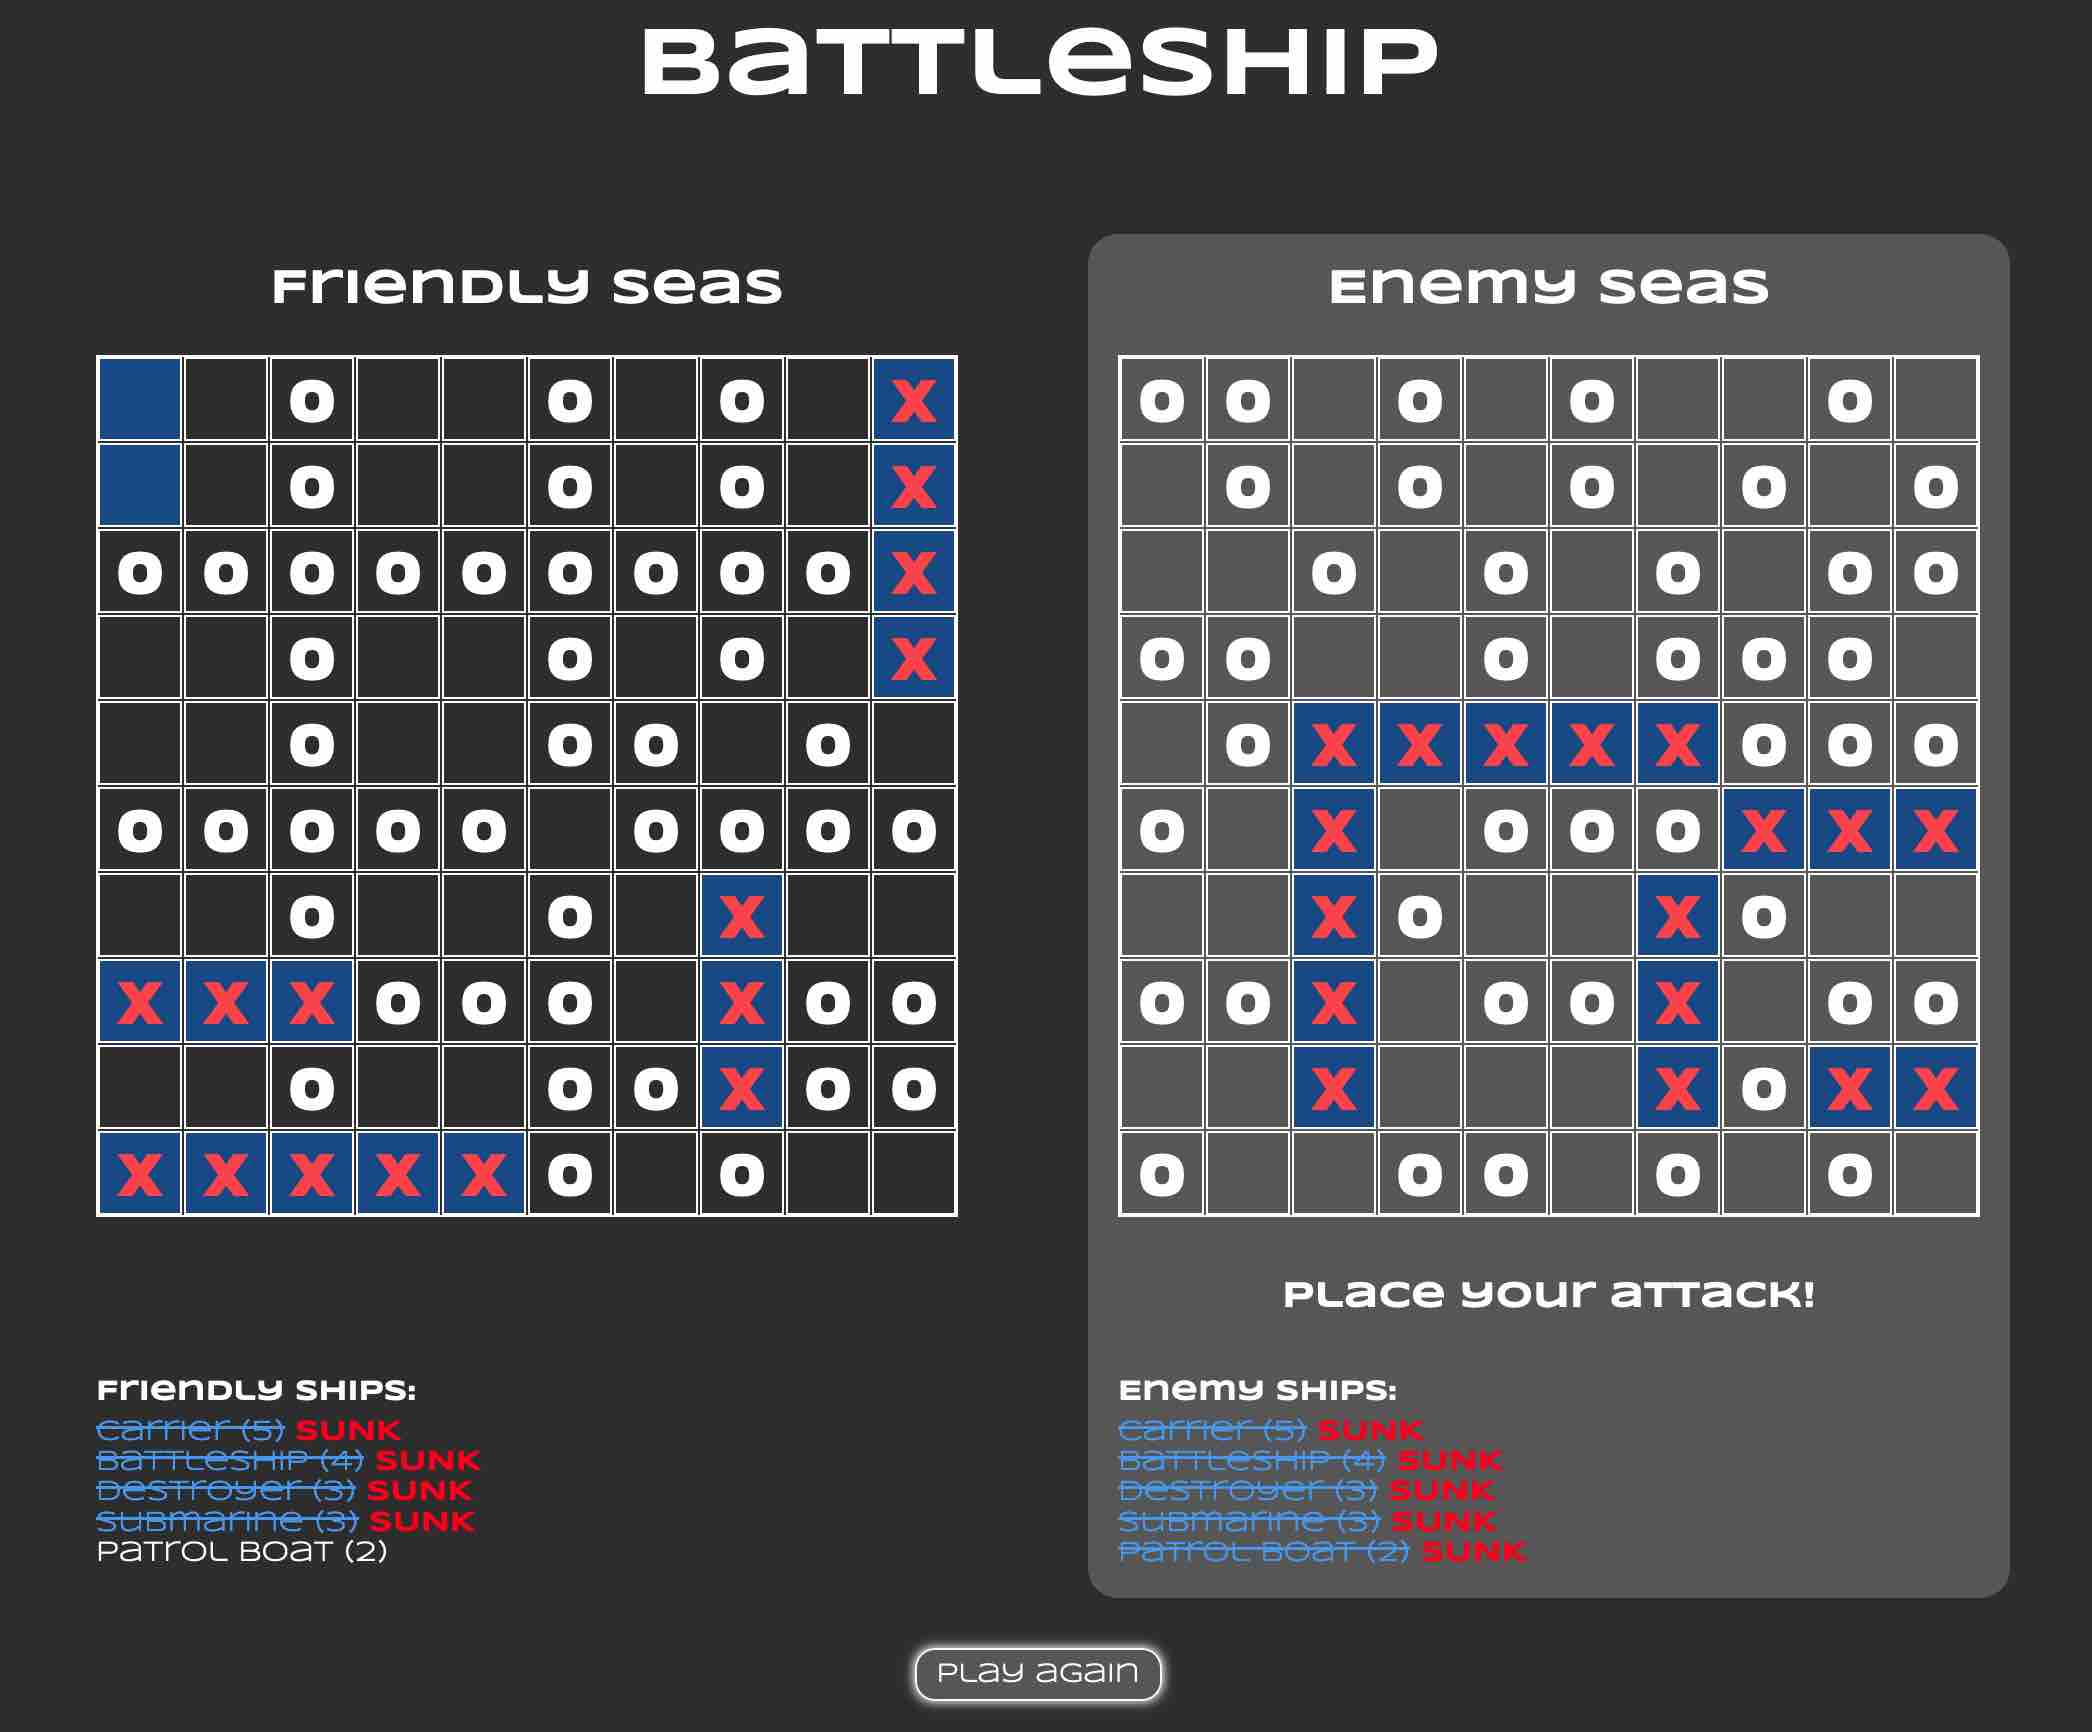 BATTLESHIP
Friendly seas
Enemy seas
O O O X
O O O X
O O O O O O O O O X
O O O X
O O O O
O O O O O O O O O
O O X
X X X O O O X O O
O O O X O O
X X X X X O O
O O O O O
O O O O O
O O O O O
O O O O O O
O X X X X X O O O
O X O O O X X X
X O X O
O O X O O X O O
X X O X X
O O O O O
Place your attack!
Friendly ships:
Carrier (5) SUNK
Battleship (4) SUNK
Destroyer (3) SUNK
Submarine (3) SUNK
Patrol Boat (2)
Enemy ships:
Carrier (5) SUNK
Battleship (4) SUNK
Destroyer (3) SUNK
Submarine (3) SUNK
Patrol Boat (2) SUNK
Play again